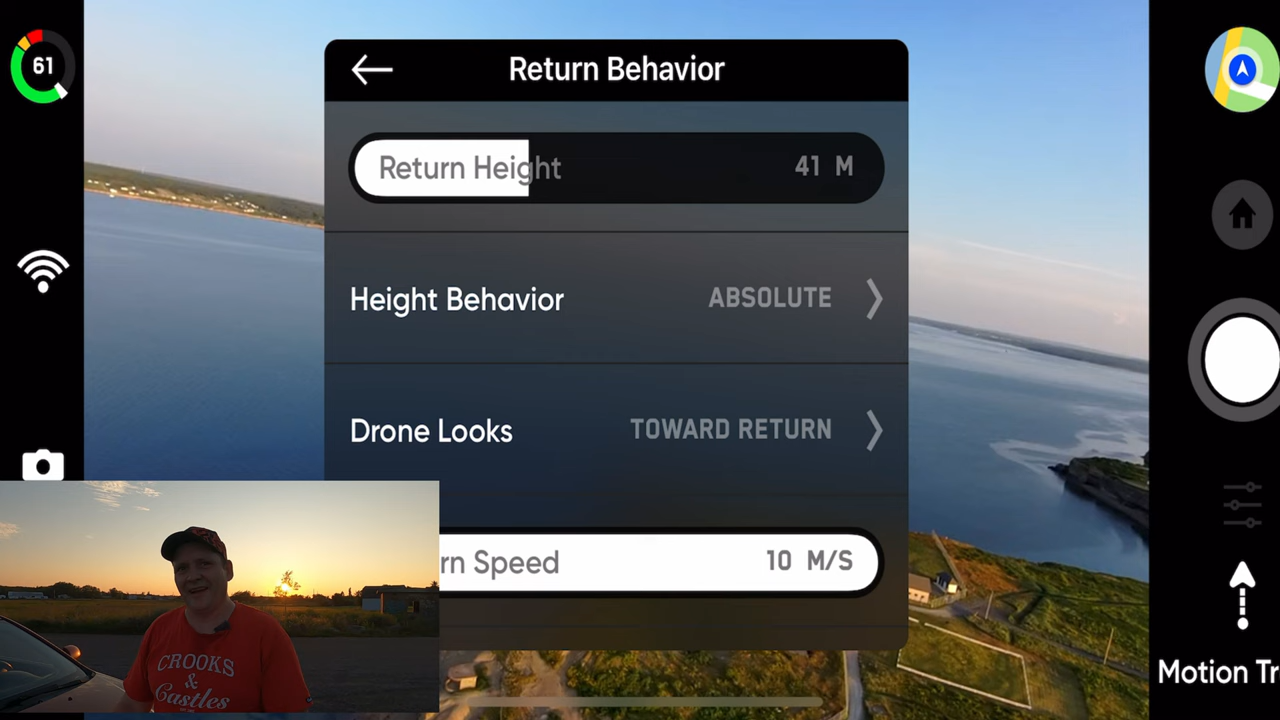 61
Return Behavior
Return Height 41 M
Height Behavior ABSOLUTE
Drone Looks TOWARD RETURN
rn Speed 10 M/S
Motion Tr
CROOKS
&
Castles